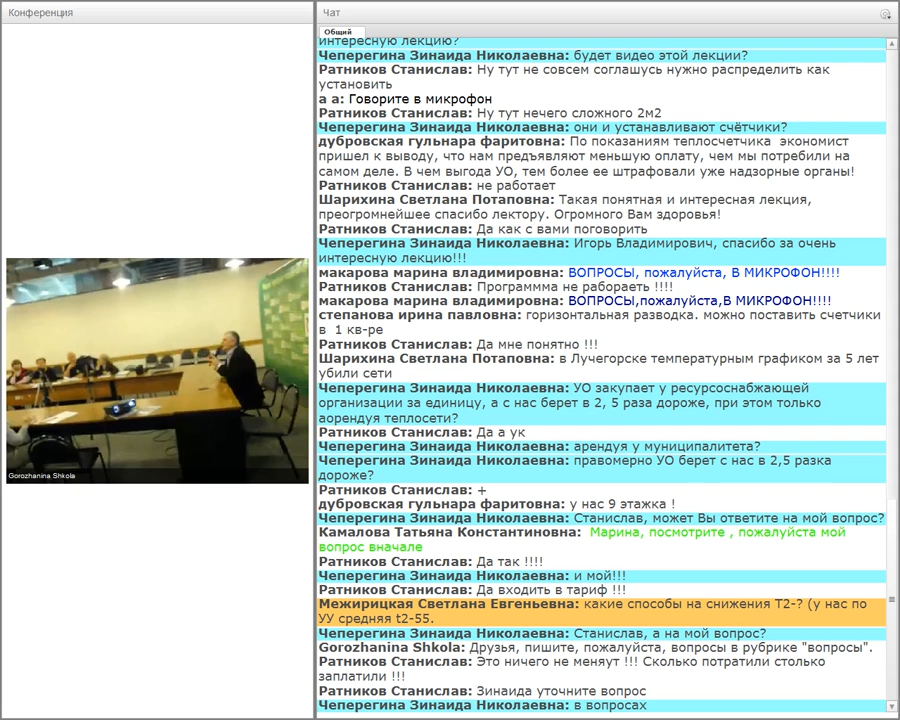 Конференция
Чат
Общий
интересную лекцию?
Чеперегина Зинаида Николаевна: будет видео этой лекции?
Ратников Станислав: Ну тут не совсем соглашусь нужно распределить как
установить
а а: Говорите в микрофон
Ратников Станислав: Ну тут нечего сложного 2м2
Чеперегина Зинаида Николаевна: они и устанавливают счётчики?
дубровская гульнара фаритовна: По показаниям теплосчетчика экономист
пришел к выводу, что нам предъявляют меньшую оплату, чем мы потребили на
самом деле. В чем выгода УО, тем более ее штрафовали уже надзорные органы!
Ратников Станислав: не работает
Шарихина Светлана Потаповна: Такая понятная и интересная лекция,
преогромнейшее спасибо лектору. Огромного Вам здоровья!
Ратников Станислав: Да как с вами поговорить
Чеперегина Зинаида Николаевна: Игорь Владимирович, спасибо за очень
интересную лекцию!!!
макарова марина владимировна: ВОПРОСЫ, пожалуйста, В МИКРОФОН!!!!
Ратников Станислав: Программма не рабораеть !!!!
макарова марина владимировна: ВОПРОСЫ,пожалуйста,В МИКРОФОН!!!!
степанова ирина павловна: горизонтальная разводка. можно поставить счетчики
в 1 кв-ре
Ратников Станислав: Да мне понятно !!!
Шарихина Светлана Потаповна: в Лучегорске температурным графиком за 5 лет
убили сети
Чеперегина Зинаида Николаевна: УО закупает у ресурсоснабжающей
организации за единицу, а с нас берет в 2, 5 раза дороже, при этом только
аорендуя теплосети?
Ратников Станислав: Да а ук
Чеперегина Зинаида Николаевна: арендуя у муниципалитета?
Чеперегина Зинаида Николаевна: правомерно УО берет с нас в 2,5 разка
дороже?
Ратников Станислав: +
дубровская гульнара фаритовна: у нас 9 этажка !
Чеперегина Зинаида Николаевна: Станислав, может Вы ответите на мой вопрос?
Камалова Татьяна Константиновна: Марина, посмотрите , пожалуйста мой
вопрос вначале
Ратников Станислав: Да так !!!!
Чеперегина Зинаида Николаевна: и мой!!!
Ратников Станислав: Да входить в тариф !!!
Межирицкая Светлана Евгеньевна: какие способы на снижения Т2-? (у нас по
УУ средняя t2-55.
Чеперегина Зинаида Николаевна: Станислав, а на мой вопрос?
Gorozhanina Shkola: Друзья, пишите, пожалуйста, вопросы в рубрике "вопросы".
Ратников Станислав: Это ничего не меняют !!! Сколько потратили столько
заплатили !!!
Ратников Станислав: Зинаида уточните вопрос
Чеперегина Зинаида Николаевна: в вопросах
Gorozhanina Shkola